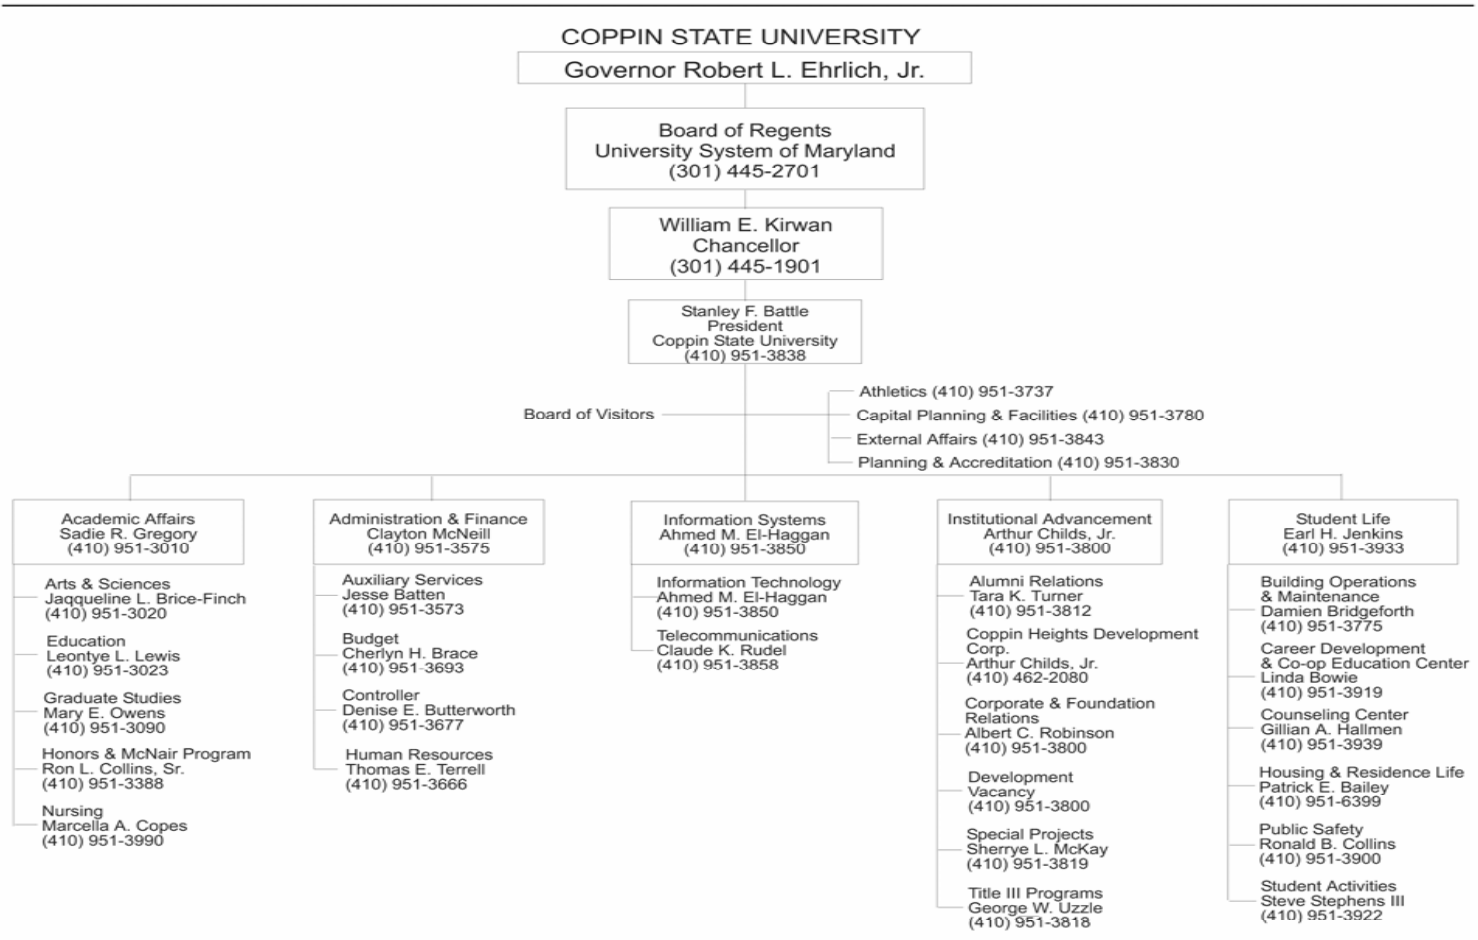 COPPIN STATE UNIVERSITY
Governor Robert L. Ehrlich, Jr.
Board of Regents
University System of Maryland
(301) 445-2701
William E. Kirwan
Chancellor
(301) 445-1901
Stanley F. Battle
President
Coppin State University
(410) 951-3838
Board of Visitors
Athletics (410) 951-3737
Capital Planning & Facilities (410) 951-3780
External Affairs (410) 951-3843
Planning & Accreditation (410) 951-3830
Academic Affairs
Sadie R. Gregory
(410) 951-3010
Arts & Sciences
Jaqqueline L. Brice-Finch
(410) 951-3020
Education
Leontye L. Lewis
(410) 951-3023
Graduate Studies
Mary E. Owens
(410) 951-3090
Honors & McNair Program
Ron L. Collins, Sr.
(410) 951-3388
Nursing
Marcella A. Copes
(410) 951-3990
Administration & Finance
Clayton McNeill
(410) 951-3575
Auxiliary Services
Jesse Batten
(410) 951-3573
Budget
Cherlyn H. Brace
(410) 951-3693
Controller
Denise E. Butterworth
(410) 951-3677
Human Resources
Thomas E. Terrell
(410) 951-3666
Information Systems
Ahmed M. El-Haggan
(410) 951-3850
Information Technology
Ahmed M. El-Haggan
(410) 951-3850
Telecommunications
Claude K. Rudel
(410) 951-3858
Institutional Advancement
Arthur Childs, Jr.
(410) 951-3800
Alumni Relations
Tara K. Turner
(410) 951-3812
Coppin Heights Development
Corp.
Arthur Childs, Jr.
(410) 462-2080
Corporate & Foundation
Relations
Albert C. Robinson
(410) 951-3800
Development
Vacancy
(410) 951-3800
Special Projects
Sherrye L. McKay
(410) 951-3819
Title III Programs
George W. Uzzle
(410) 951-3818
Student Life
Earl H. Jenkins
(410) 951-3933
Building Operations
& Maintenance
Damien Bridgeforth
(410) 951-3775
Career Development
& Co-op Education Center
Linda Bowie
(410) 951-3919
Counseling Center
Gillian A. Hallmen
(410) 951-3939
Housing & Residence Life
Patrick E. Bailey
(410) 951-6399
Public Safety
Ronald B. Collins
(410) 951-3900
Student Activities
Steve Stephens III
(410) 951-3922